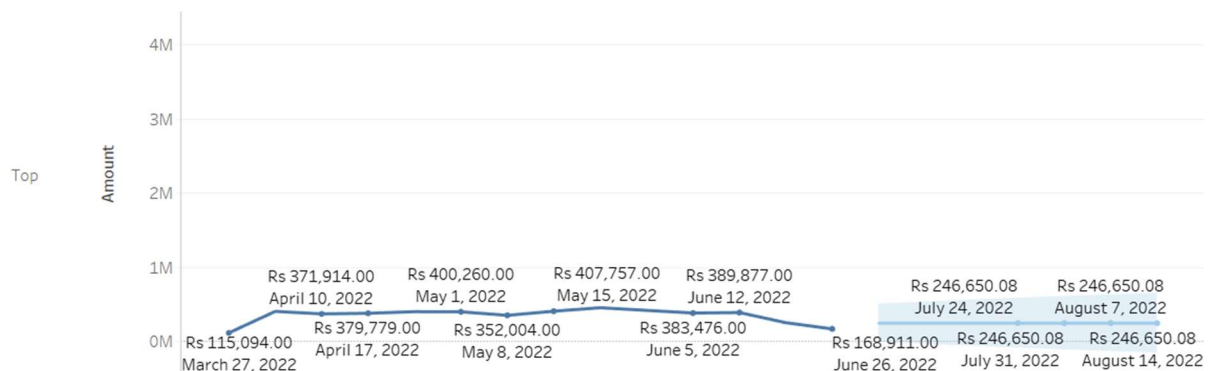 4M
3M
Top
Amount
2M
1M
Rs 371,914.00
April 10, 2022
Rs 400,260.00
May 1, 2022
Rs 407,757.00
May 15, 2022
Rs 389,877.00
June 12, 2022
Rs 246,650.08
July 24, 2022
Rs 246,650.08
August 7, 2022
0M
Rs 115,094.00
March 27, 2022
Rs 379,779.00
April 17, 2022
Rs 352,004.00
May 8, 2022
Rs 383,476.00
June 5, 2022
Rs 168,911.00
June 26, 2022
Rs 246,650.08
July 31, 2022
Rs 246,650.08
August 14, 2022